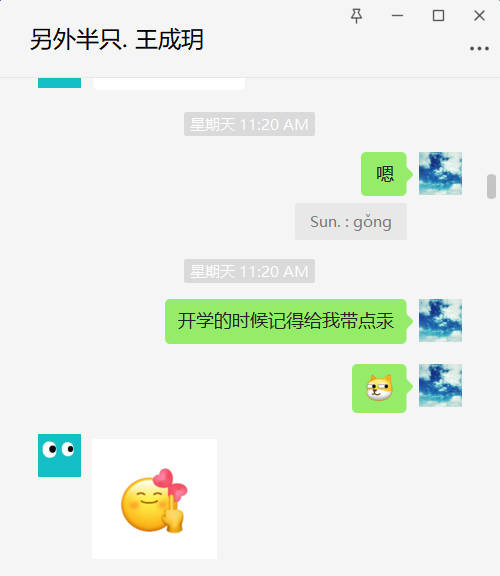 另外半只. 王成玥
星期天 11:20 AM
嗯
Sun. : gǒng
星期天 11:20 AM
开学的时候记得给我带点汞